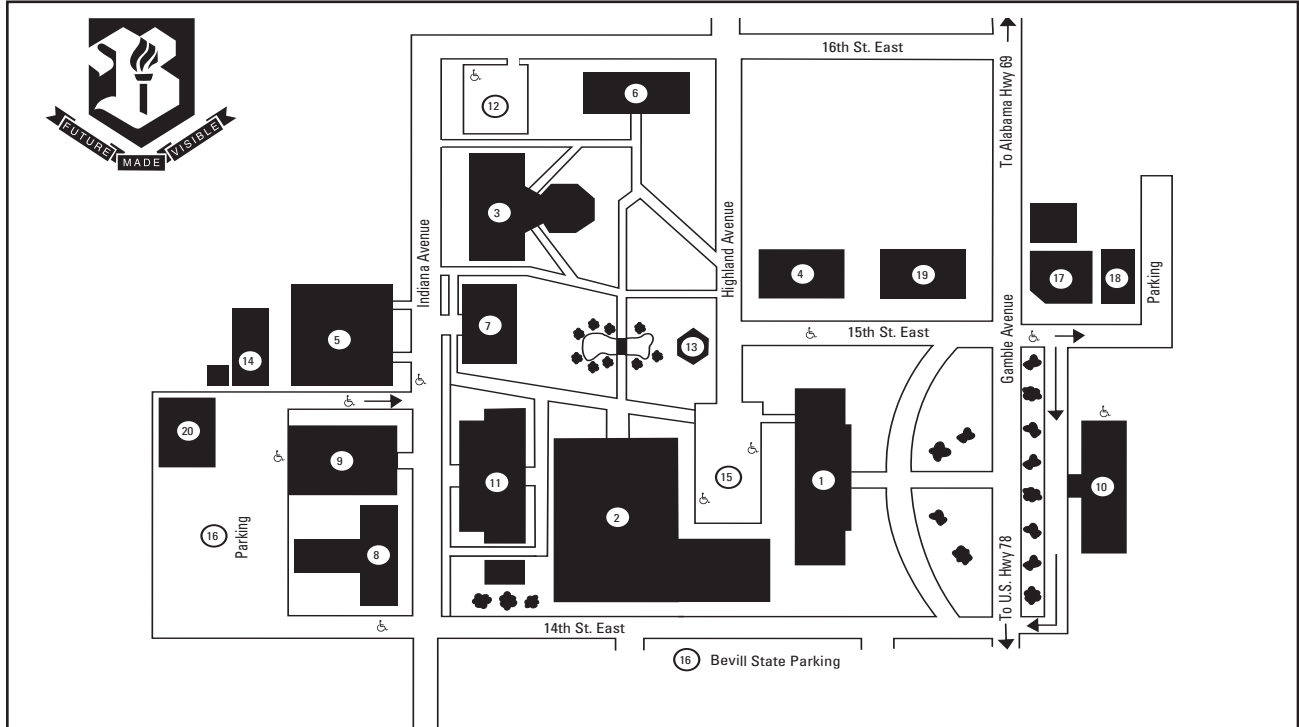 B
FUTURE
MADE
VISIBLE
16th St. East
To Alabama Hwy 69
12
6
3
Indiana Avenue
Highland Avenue
4
19
17
18
Parking
5
14
7
13
15th St. East
Gamble Avenue
20
9
11
2
15
1
10
16
Parking
8
To U.S. Hwy 78
14th St. East
16 Bevill State Parking